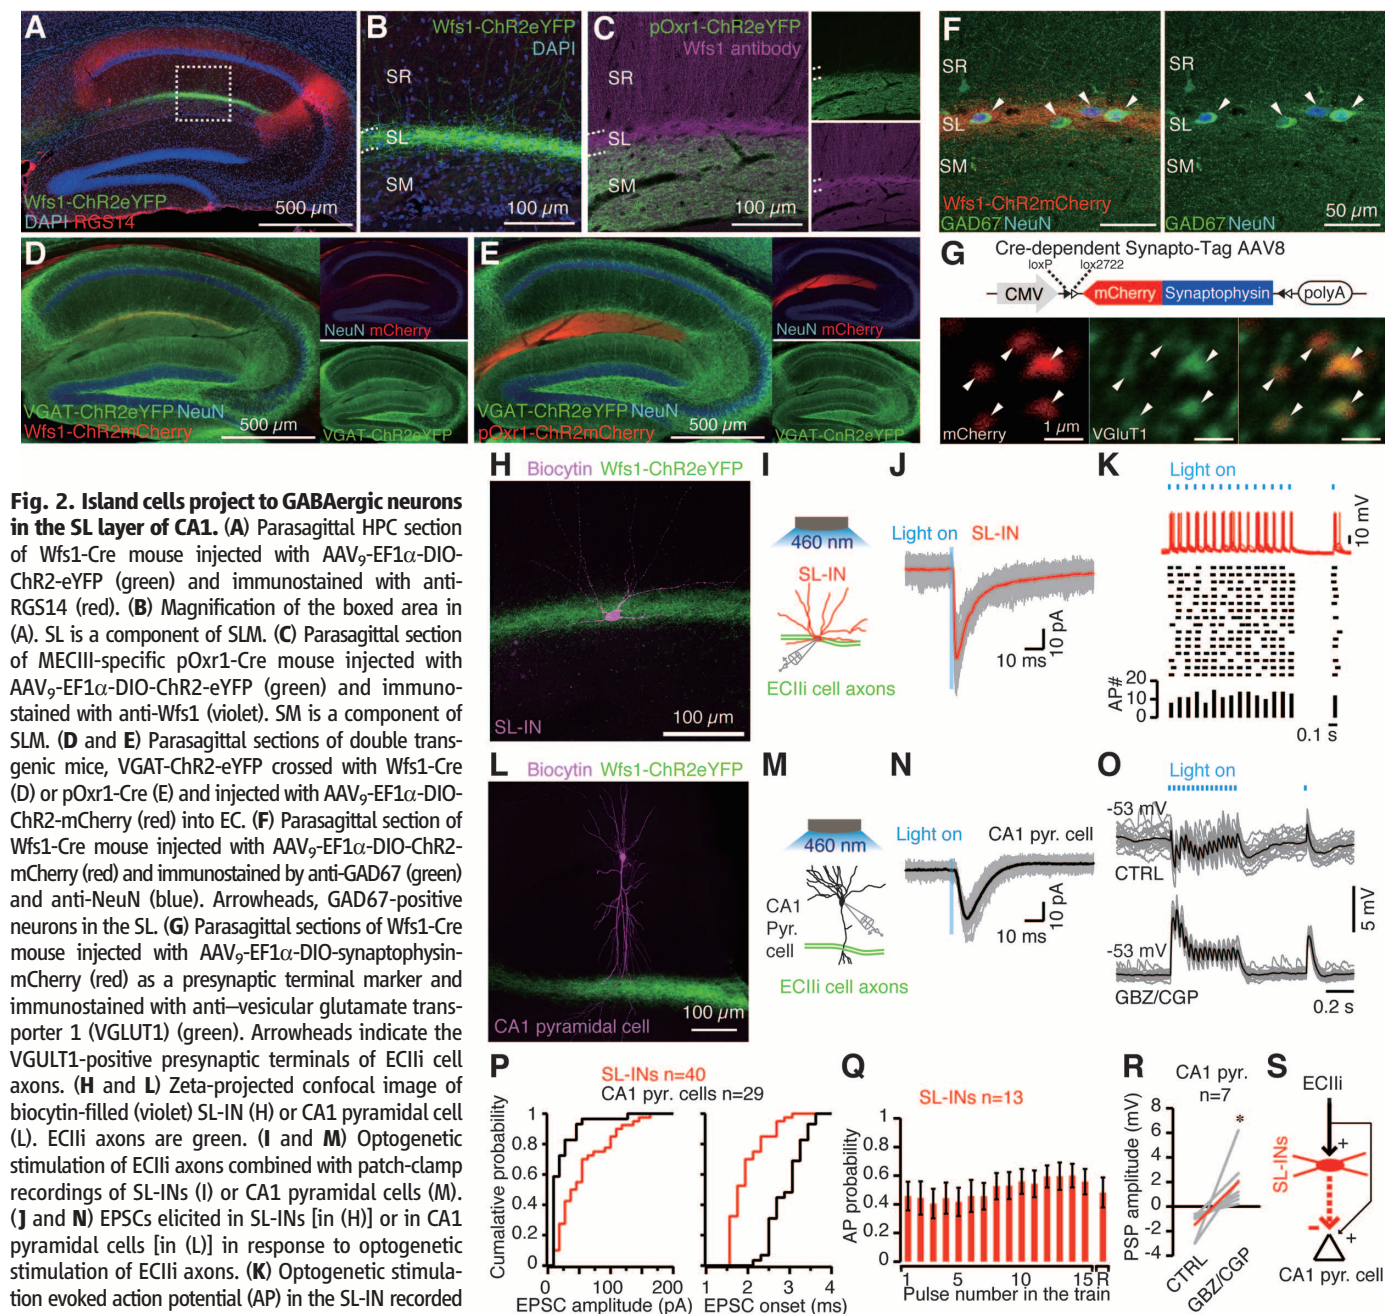 A
Wfs1-ChR2eYFP
DAPI RGS14
500 µm
B
Wfs1-ChR2eYFP
DAPI
SR
SL
SM
100 µm
C
pOxr1-ChR2eYFP
Wfs1 antibody
SR
SL
SM
100 µm
F
SR
SL
SM
Wfs1-ChR2mCherry
GAD67/NeuN
GAD67/NeuN
50 µm
D
VGAT-ChR2eYFP NeuN
Wfs1-ChR2mCherry
500 µm
NeuN mCherry
VGAT-ChR2eYFP
E
VGAT-ChR2eYFP NeuN
pOxr1-ChR2mCherry
500 µm
NeuN mCherry
VGAT-ChR2eYFP
G
Cre-dependent Synapto-Tag AAV8
loxP
lox2722
CMV
mCherry
Synaptophysin
polyA
mCherry
1 µm
VGluT1
Fig. 2. Island cells project to GABAergic neurons
in the SL layer of CA1. (A) Parasagittal HPC section
of Wfs1-Cre mouse injected with AAV9-EF1α-DIO-
ChR2-eYFP (green) and immunostained with anti-
RGS14 (red). (B) Magnification of the boxed area in
(A). SL is a component of SLM. (C) Parasagittal section
of MECIII-specific pOxr1-Cre mouse injected with
AAV9-EF1α-DIO-ChR2-eYFP (green) and immuno-
stained with anti-Wfs1 (violet). SM is a component of
SLM. (D and E) Parasagittal sections of double trans-
genic mice, VGAT-ChR2-eYFP crossed with Wfs1-Cre
(D) or pOxr1-Cre (E) and injected with AAV9-EF1α-DIO-
ChR2-mCherry (red) into EC. (F) Parasagittal section of
Wfs1-Cre mouse injected with AAV9-EF1α-DIO-ChR2-
mCherry (red) and immunostained by anti-GAD67 (green)
and anti-NeuN (blue). Arrowheads, GAD67-positive
neurons in the SL. (G) Parasagittal sections of Wfs1-Cre
mouse injected with AAV9-EF1α-DIO-synaptophysin-
mCherry (red) as a presynaptic terminal marker and
immunostained with anti–vesicular glutamate trans-
porter 1 (VGLUT1) (green). Arrowheads indicate the
VGULT1-positive presynaptic terminals of ECIIi cell
axons. (H and L) Zeta-projected confocal image of
biocytin-filled (violet) SL-IN (H) or CA1 pyramidal cell
(L). ECIIi axons are green. (I and M) Optogenetic
stimulation of ECIIi axons combined with patch-clamp
recordings of SL-INs (I) or CA1 pyramidal cells (M).
(J and N) EPSCs elicited in SL-INs [in (H)] or in CA1
pyramidal cells [in (L)] in response to optogenetic
stimulation of ECIIi axons. (K) Optogenetic stimula-
tion evoked action potential (AP) in the SL-IN recorded
H
Biocytin Wfs1-ChR2eYFP
SL-IN
100 µm
I
460 nm
SL-IN
ECIIi cell axons
J
Light on
SL-IN
10 ms
10 pA
K
Light on
10 mV
AP#
20
10
0
0.1 s
L
Biocytin Wfs1-ChR2eYFP
CA1 pyramidal cell
100 µm
M
460 nm
CA1
Pyr.
cell
ECIIi cell axons
N
Light on
CA1 pyr. cell
10 ms
10 pA
O
Light on
-53 mV
CTRL
-53 mV
GBZ/CGP
5 mV
0.2 s
P
SL-INs n=40
CA1 pyr. cells n=29
Cumulative probability
1
0.8
0.6
0.4
0.2
0
0 100 200
EPSC amplitude (pA)
1 2 3 4
EPSC onset (ms)
Q
SL-INs n=13
AP probability
1
0.8
0.6
0.4
0.2
0
1 5 10 15 R
Pulse number in the train
R
CA1 pyr.
n=7
*
PSP amplitude (mV)
8
6
4
2
0
-2
-4
CTRL
GBZ/CGP
S
ECIIi
+
SL-INs
+
CA1 pyr. cell